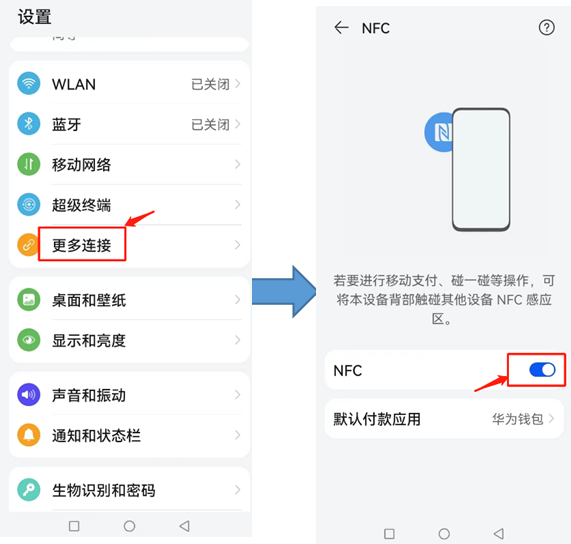 设置
WLAN
已关闭
蓝牙
已关闭
移动网络
超级终端
更多连接
桌面和壁纸
显示和亮度
声音和振动
通知和状态栏
生物识别和密码
NFC
若要进行移动支付、碰一碰等操作，可
将本设备背部触碰其他设备 NFC 感应
区。
NFC
默认付款应用
华为钱包